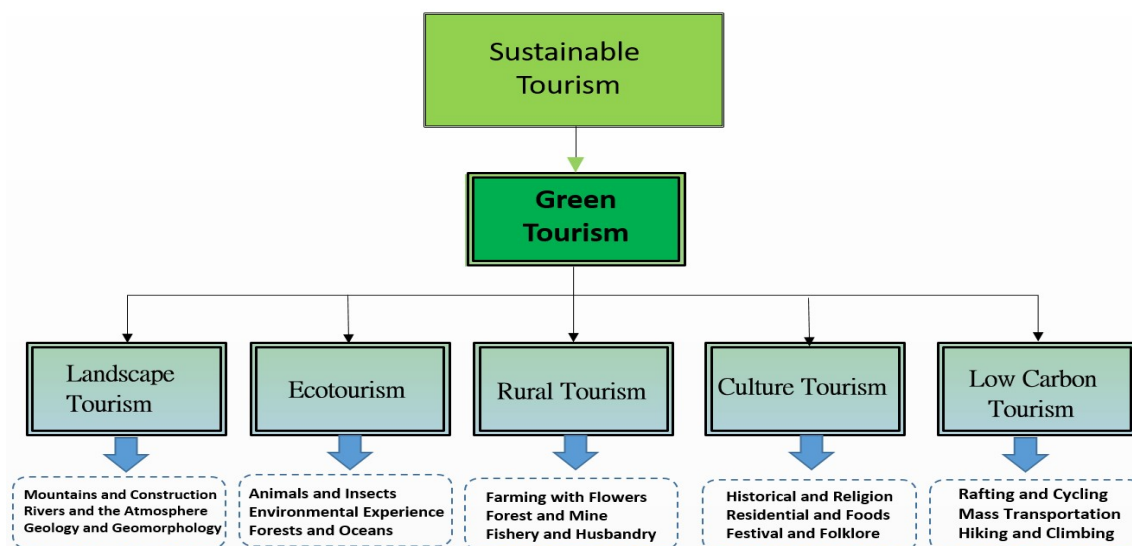 Sustainable
Tourism
Green
Tourism
Landscape
Tourism
Ecotourism
Rural Tourism
Culture Tourism
Low Carbon
Tourism
Mountains and Construction
Rivers and the Atmosphere
Geology and Geomorphology
Animals and Insects
Environmental Experience
Forests and Oceans
Farming with Flowers
Forest and Mine
Fishery and Husbandry
Historical and Religion
Residential and Foods
Festival and Folklore
Rafting and Cycling
Mass Transportation
Hiking and Climbing